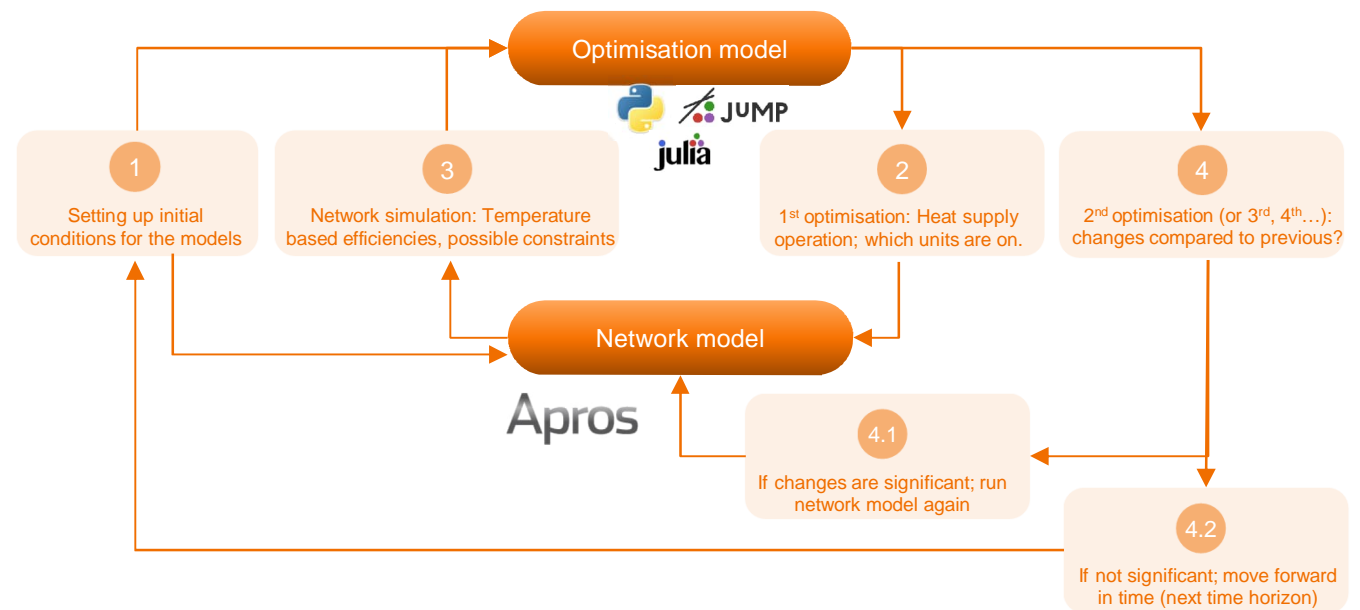 Optimisation model
JUMP
julia
1
Setting up initial
conditions for the models
3
Network simulation: Temperature
based efficiencies, possible constraints
2
1st optimisation: Heat supply
operation; which units are on.
4
2nd optimisation (or 3rd, 4th…):
changes compared to previous?
Network model
Apros
4.1
If changes are significant; run
network model again
4.2
If not significant; move forward
in time (next time horizon)